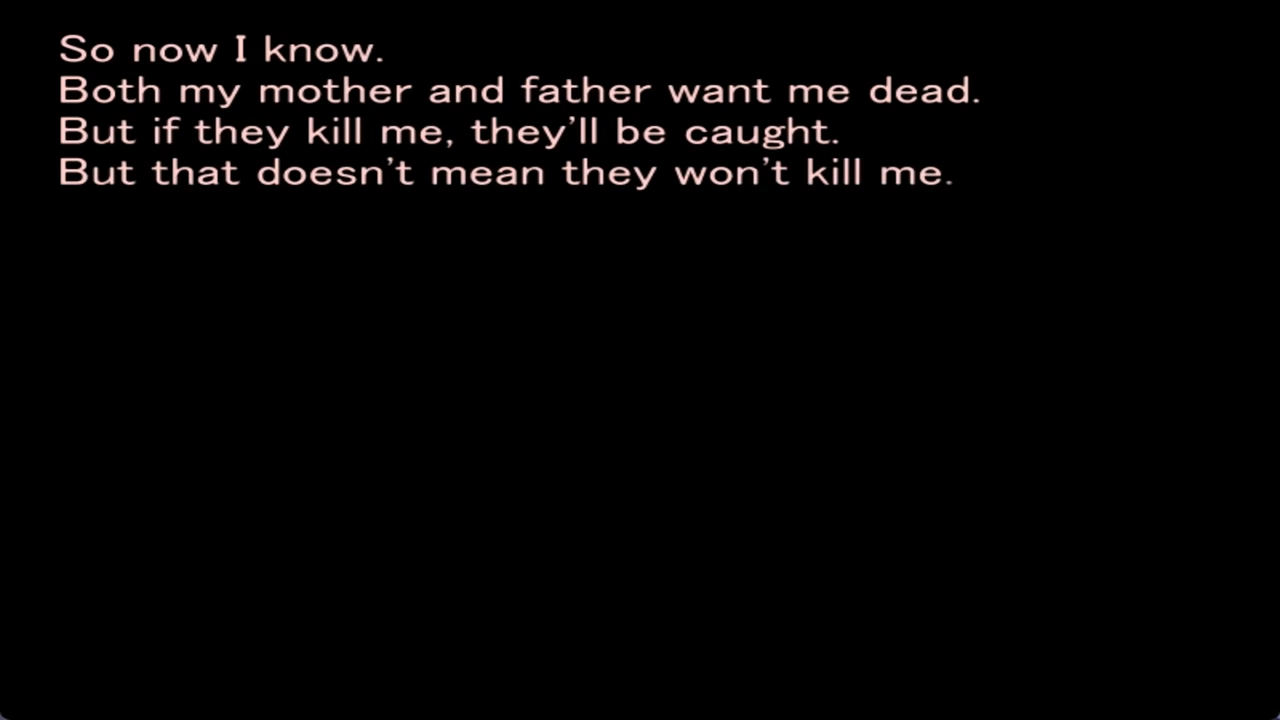 So now I know.
Both my mother and father want me dead.
But if they kill me, they’ll be caught.
But that doesn’t mean they won’t kill me.